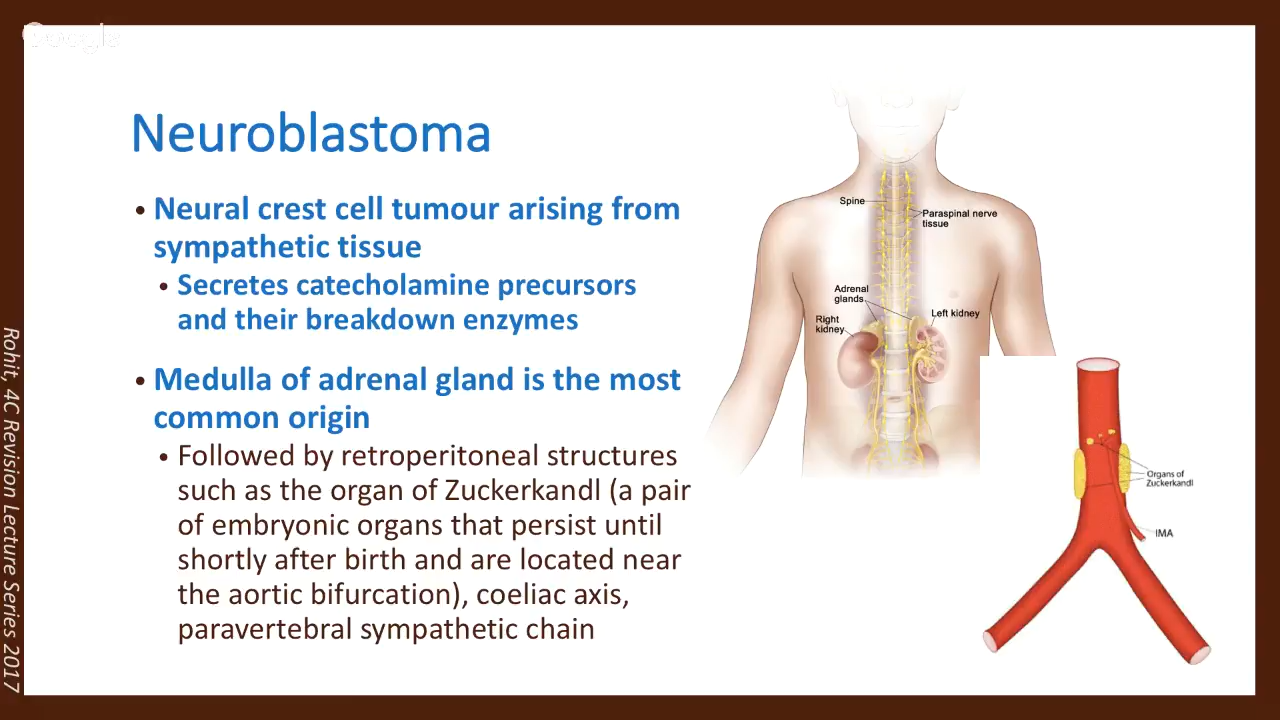 Neuroblastoma
• Neural crest cell tumour arising from
sympathetic tissue
• Secretes catecholamine precursors
and their breakdown enzymes
• Medulla of adrenal gland is the most
common origin
• Followed by retroperitoneal structures
such as the organ of Zuckerkandl (a pair
of embryonic organs that persist until
shortly after birth and are located near
the aortic bifurcation), coeliac axis,
paravertebral sympathetic chain
Spine
Paraspinal nerve
tissue
Adrenal
glands
Right
kidney
Left kidney
Organs of
Zuckerkandl
IMA
Rohit, 4C Revision Lecture Series 2017